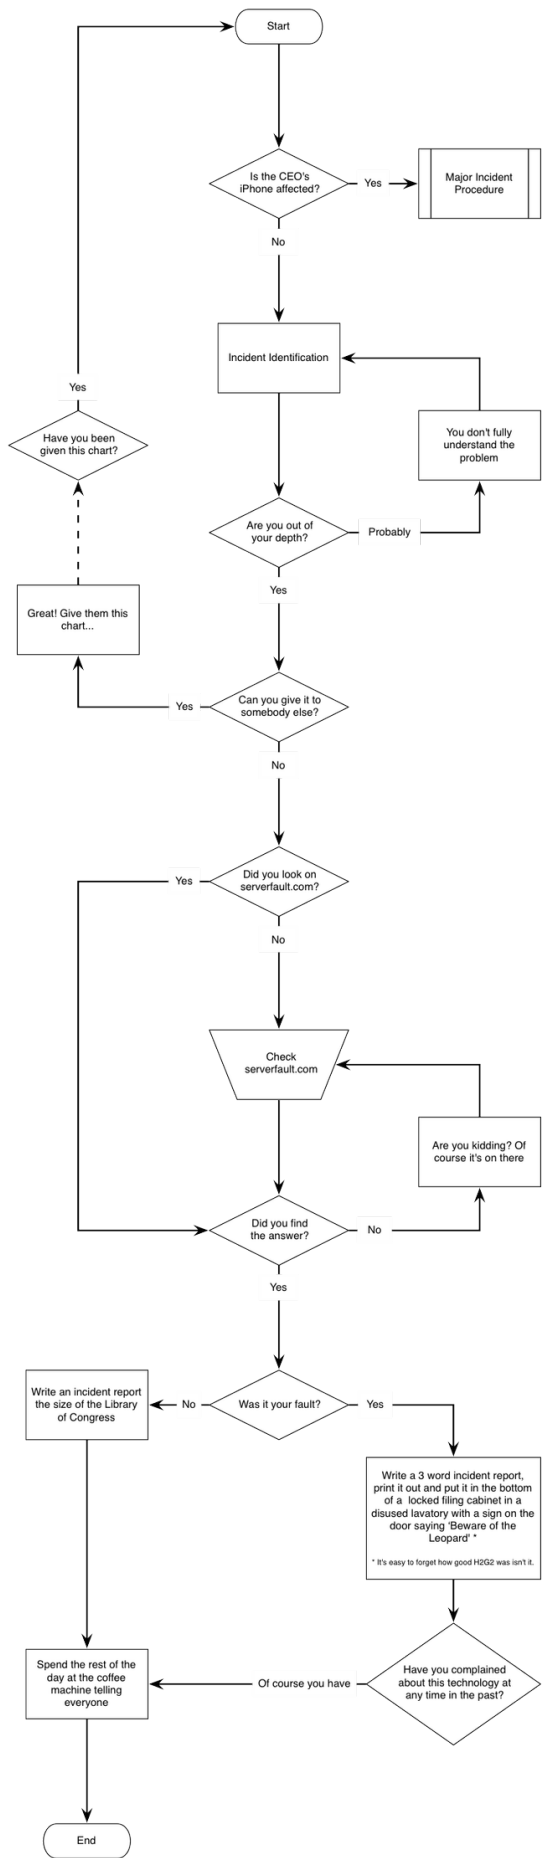 Start
Is the CEO's
iPhone affected?
Yes
Major Incident
Procedure
No
Incident Identification
Yes
Have you been
given this chart?
You don't fully
understand the
problem
Are you out of
your depth?
Probably
Yes
Great! Give them this
chart...
Can you give it to
somebody else?
Yes
No
Did you look on
serverfault.com?
Yes
No
Check
serverfault.com
Are you kidding? Of
course it's on there
Did you find
the answer?
No
Yes
Write an incident report
the size of the Library
of Congress
No
Was it your fault?
Yes
Write a 3 word incident report,
print it out and put it in the bottom
of a locked filing cabinet in a
disused lavatory with a sign on the
door saying 'Beware of the
Leopard' *
* It's easy to forget how good H2G2 was isn't it.
Spend the rest of the
day at the coffee
machine telling
everyone
Of course you have
Have you complained
about this technology at
any time in the past?
End